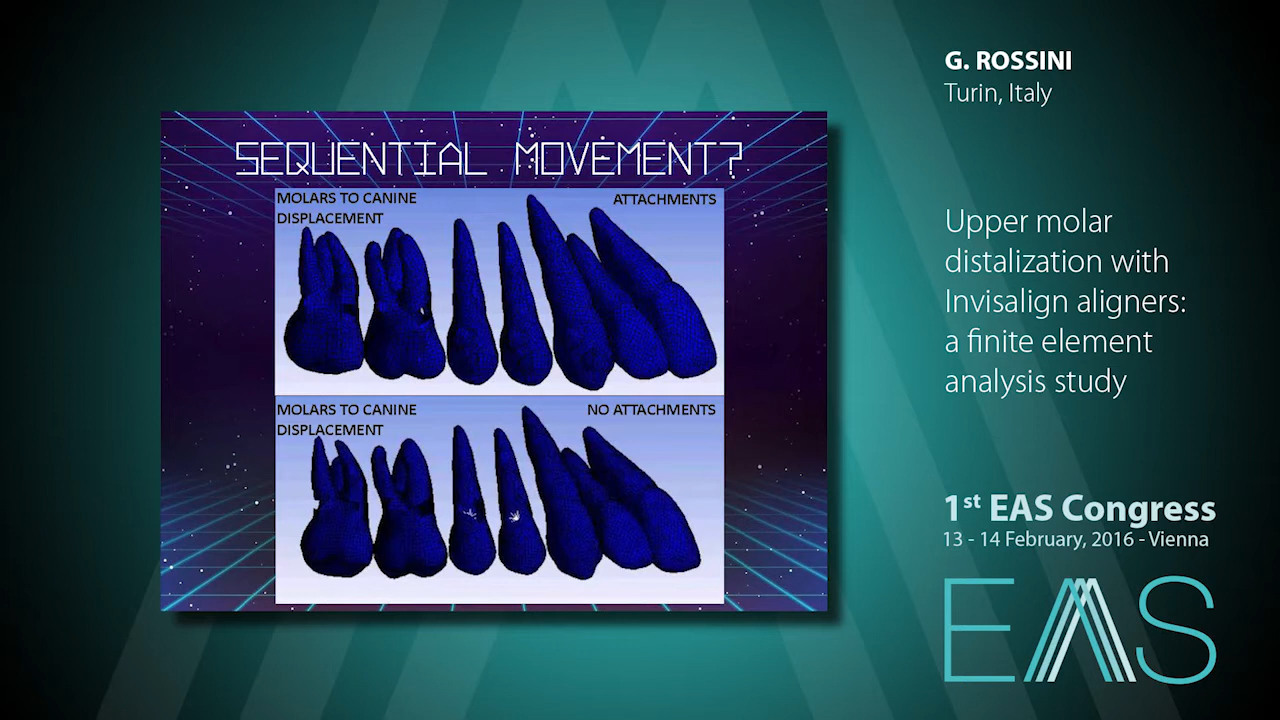 SEQUENTIAL MOVEMENT?
MOLARS TO CANINE
DISPLACEMENT
ATTACHMENTS
MOLARS TO CANINE
DISPLACEMENT
NO ATTACHMENTS
G. ROSSINI
Turin, Italy
Upper molar
distalization with
Invisalign aligners:
a finite element
analysis study
1st EAS Congress
13 - 14 February, 2016 - Vienna
EAS